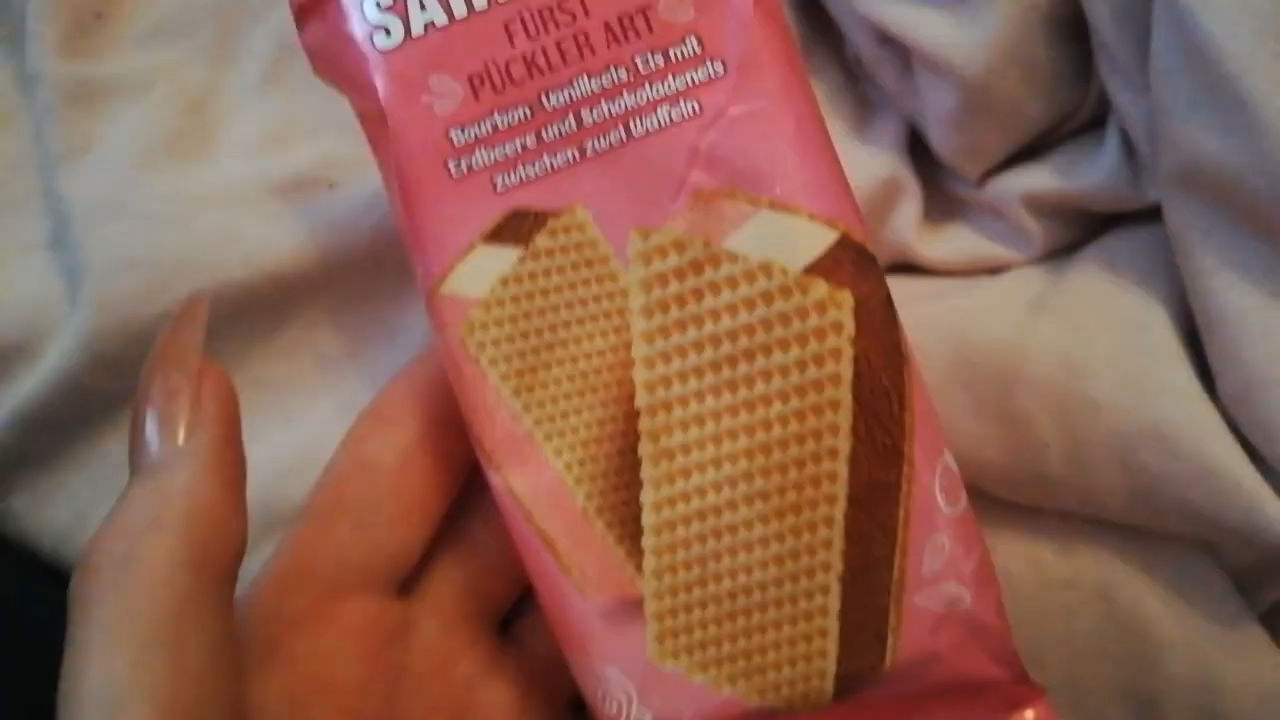 FÜRST
PÜCKLER ART
Bourbon-Vanilleeis, Eis mit
Erdbeere und Schokoladeneis
zwischen zwei Waffeln